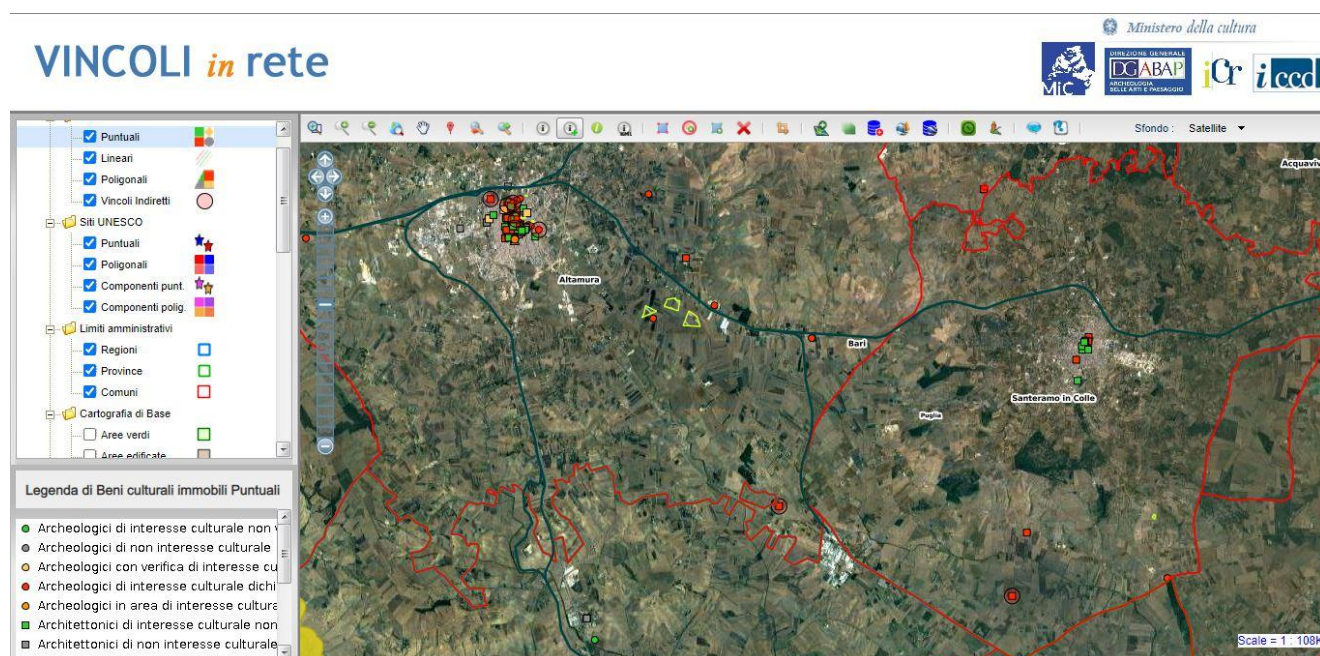 Ministero della cultura
VINCOLI in rete
MiC
DIREZIONE GENERALE
DGABAP
ARCHEOLOGIA
BELLE ARTI E PAESAGGIO
iCr
iccd
Puntuali
Lineari
Poligonali
Vincoli Indiretti
Siti UNESCO
Puntuali
Poligonali
Componenti punt.
Componenti polig.
Limiti amministrativi
Regioni
Province
Comuni
Cartografia di Base
Aree verdi
Aree edificate
Legenda di Beni culturali immobili Puntuali
Archeologici di interesse culturale non
Archeologici di non interesse culturale
Archeologici con verifica di interesse cu
Archeologici di interesse culturale dichi
Archeologici in area di interesse cultura
Architettonici di interesse culturale non
Architettonici di non interesse culturale
Sfondo : Satellite
Acquaviv
Altamura
Bari
Santeramo in Colle
Puglia
Scale = 1 : 108K